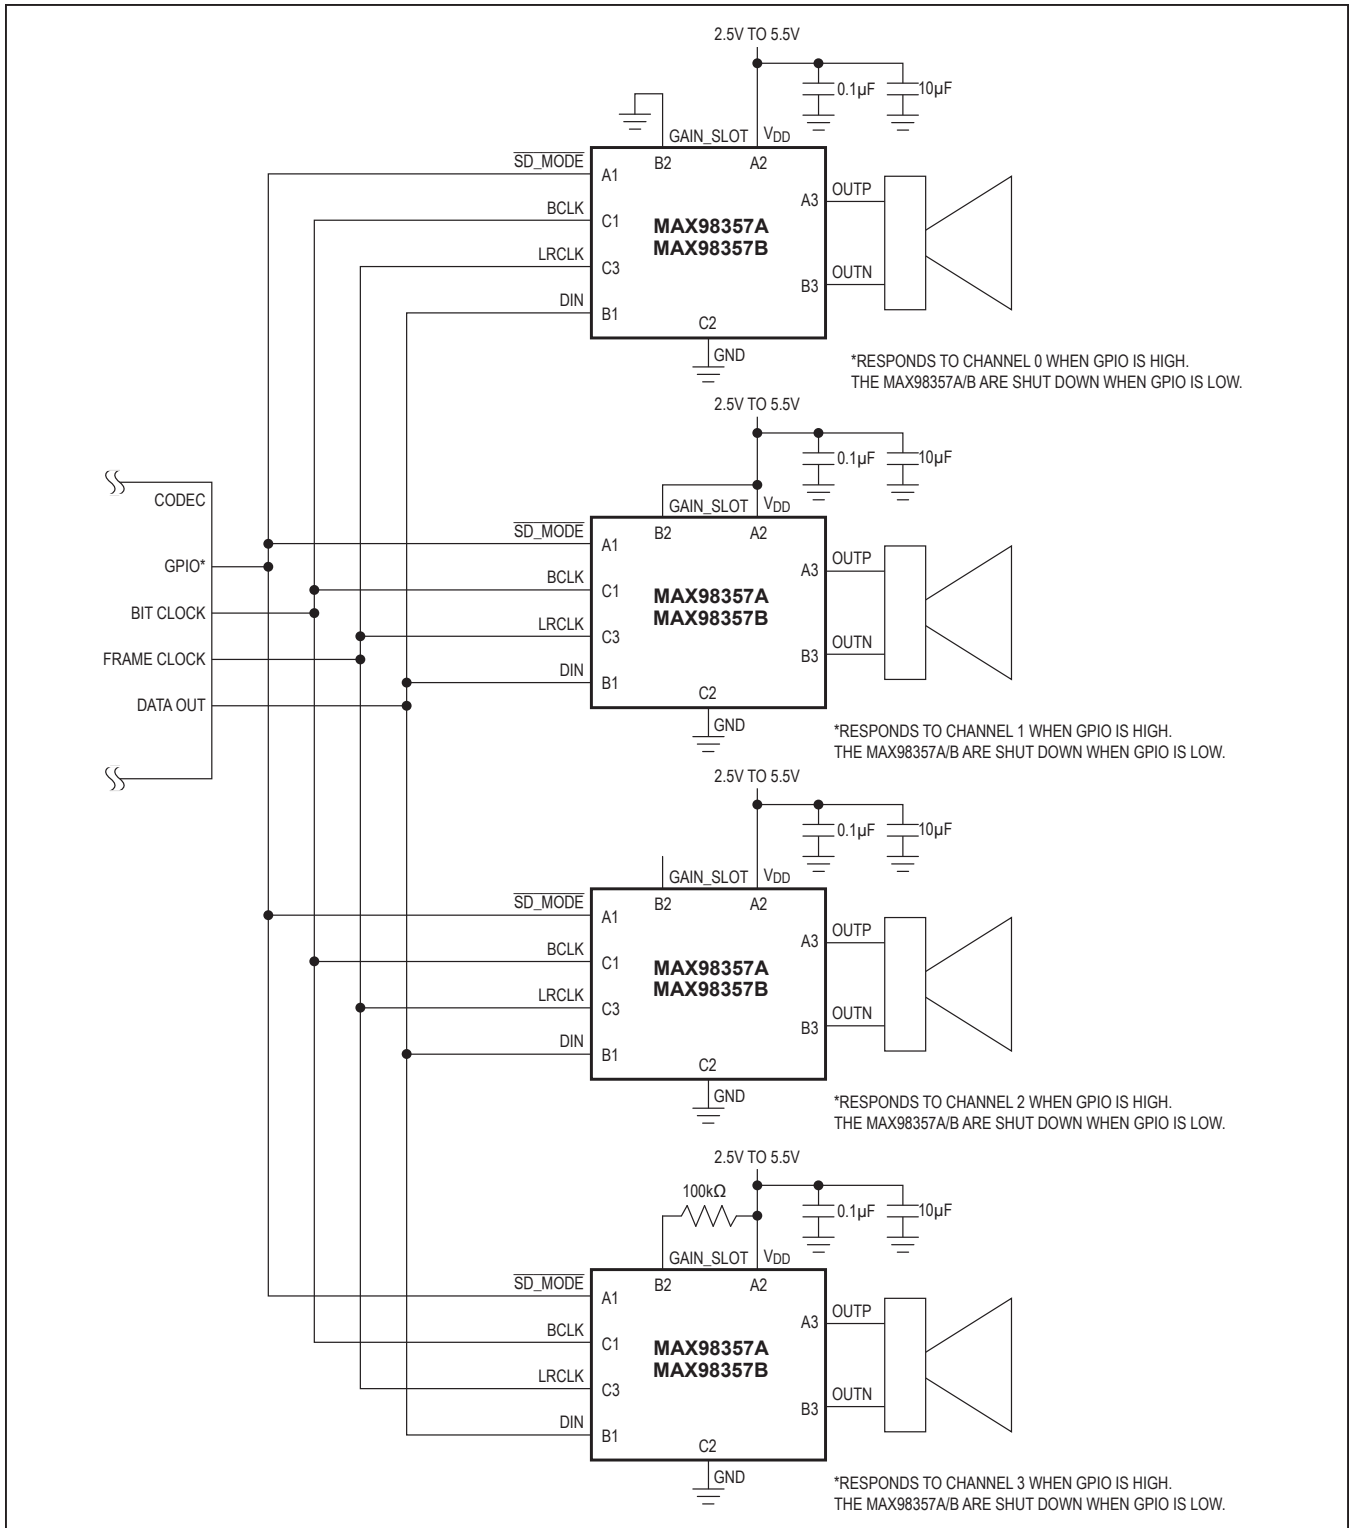 2.5V TO 5.5V
0.1µF
10µF
GAIN_SLOT
VDD
SD_MODE
B2
A2
A1
A3
OUTP
BCLK
C1
MAX98357A
MAX98357B
LRCLK
C3
B3
OUTN
DIN
B1
C2
GND
*RESPONDS TO CHANNEL 0 WHEN GPIO IS HIGH.
THE MAX98357A/B ARE SHUT DOWN WHEN GPIO IS LOW.
CODEC
GPIO*
BIT CLOCK
FRAME CLOCK
DATA OUT
2.5V TO 5.5V
0.1µF
10µF
GAIN_SLOT
VDD
SD_MODE
B2
A2
A1
A3
OUTP
BCLK
C1
MAX98357A
MAX98357B
LRCLK
C3
B3
OUTN
DIN
B1
C2
GND
*RESPONDS TO CHANNEL 1 WHEN GPIO IS HIGH.
THE MAX98357A/B ARE SHUT DOWN WHEN GPIO IS LOW.
2.5V TO 5.5V
0.1µF
10µF
GAIN_SLOT
VDD
SD_MODE
B2
A2
A1
A3
OUTP
BCLK
C1
MAX98357A
MAX98357B
LRCLK
C3
B3
OUTN
DIN
B1
C2
GND
*RESPONDS TO CHANNEL 2 WHEN GPIO IS HIGH.
THE MAX98357A/B ARE SHUT DOWN WHEN GPIO IS LOW.
2.5V TO 5.5V
100kΩ
0.1µF
10µF
GAIN_SLOT
VDD
SD_MODE
B2
A2
A1
A3
OUTP
BCLK
C1
MAX98357A
MAX98357B
LRCLK
C3
B3
OUTN
DIN
B1
C2
GND
*RESPONDS TO CHANNEL 3 WHEN GPIO IS HIGH.
THE MAX98357A/B ARE SHUT DOWN WHEN GPIO IS LOW.